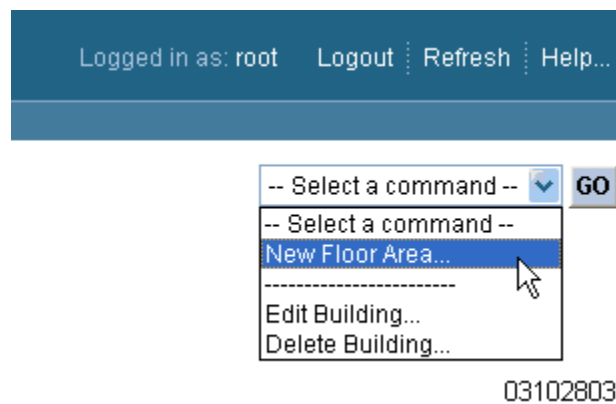 Logged in as: root Logout Refresh Help...
-- Select a command -- GO
-- Select a command --
New Floor Area...
------------------------
Edit Building...
Delete Building...
03102803